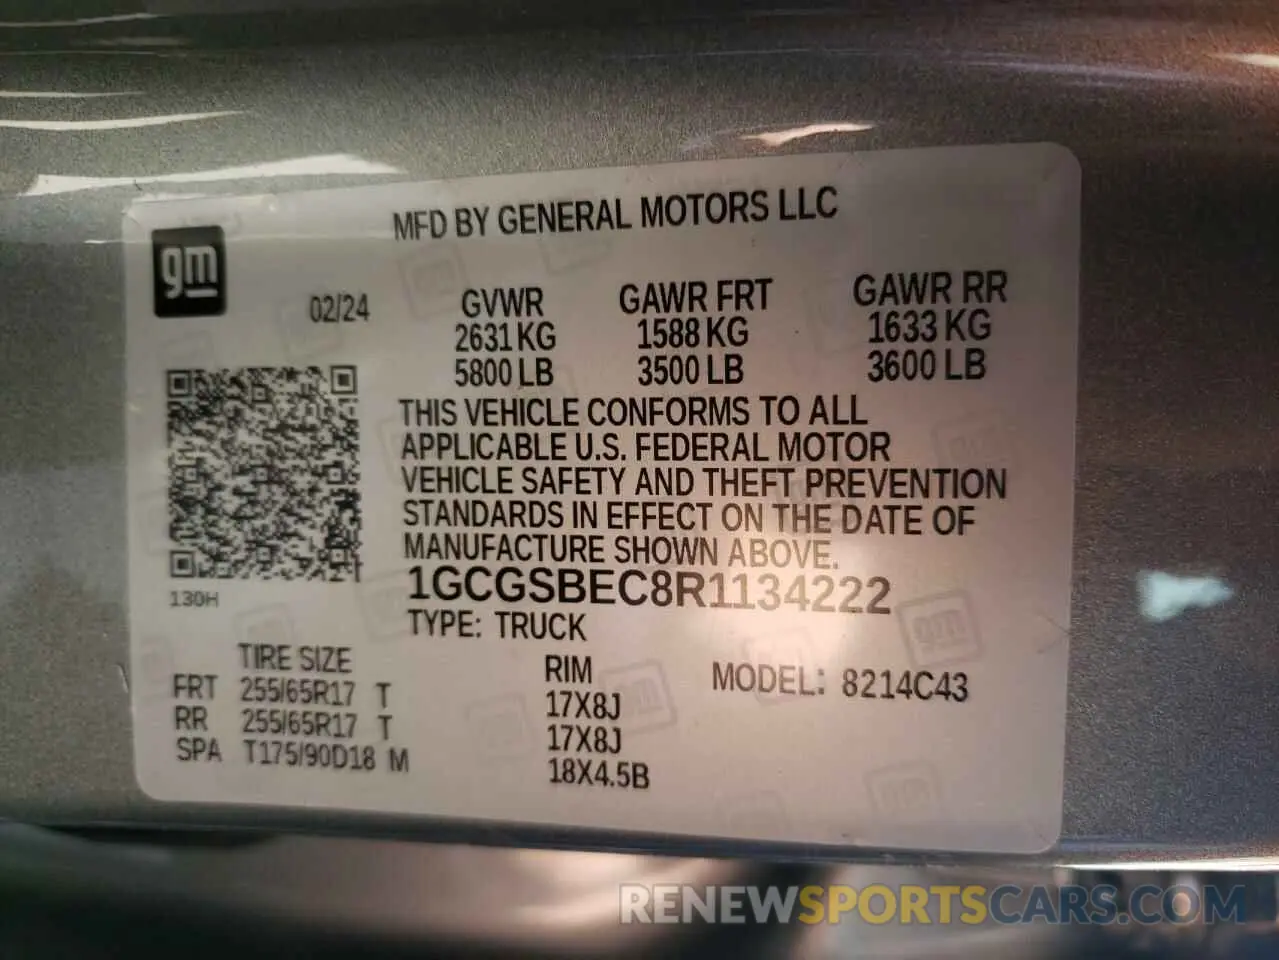 MFD BY GENERAL MOTORS LLC
gm
02/24
GVWR GAWR FRT GAWR RR
2631 KG 1588 KG 1633 KG
5800 LB 3500 LB 3600 LB
THIS VEHICLE CONFORMS TO ALL
APPLICABLE U.S. FEDERAL MOTOR
VEHICLE SAFETY AND THEFT PREVENTION
STANDARDS IN EFFECT ON THE DATE OF
MANUFACTURE SHOWN ABOVE.
1GCGSBEC8R1134222
130H
TYPE: TRUCK
TIRE SIZE RIM MODEL: 8214C43
FRT 255/65R17 T 17X8J
RR 255/65R17 T 17X8J
SPA T175/90D18 M 18X4.5B
RENEWSPORTSCARS.COM